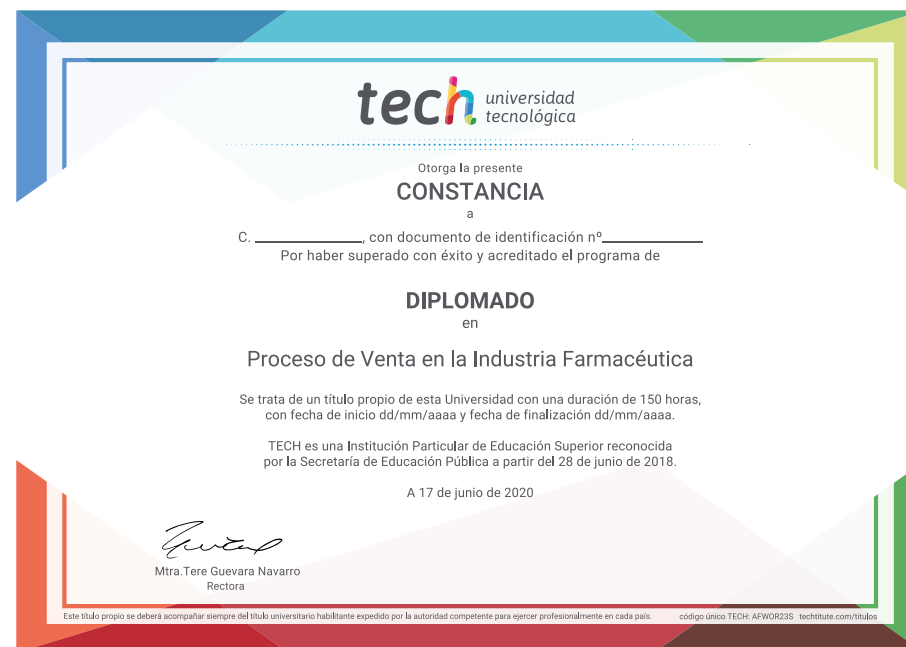 tech universidad
tecnológica
Otorga la presente
CONSTANCIA
a
C. ____________, con documento de identificación nº____________
Por haber superado con éxito y acreditado el programa de
DIPLOMADO
en
Proceso de Venta en la Industria Farmacéutica
Se trata de un título propio de esta Universidad con una duración de 150 horas,
con fecha de inicio dd/mm/aaaa y fecha de finalización dd/mm/aaaa.
TECH es una Institución Particular de Educación Superior reconocida
por la Secretaría de Educación Pública a partir del 28 de junio de 2018.
A 17 de junio de 2020
Mtra.Tere Guevara Navarro
Rectora
Este título propio se deberá acompañar siempre del título universitario habilitante expedido por la autoridad competente para ejercer profesionalmente en cada país. código único TECH: AFWOR23S techtitute.com/titulos